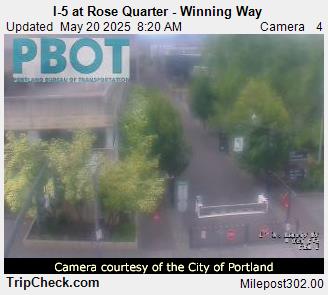 I-5 at Rose Quarter - Winning Way
Updated May 20 2025 8:20 AM Camera 4
PBOT
PORTLAND BUREAU OF TRANSPORTATION
Camera courtesy of the City of Portland
TripCheck.com Milepost302.00